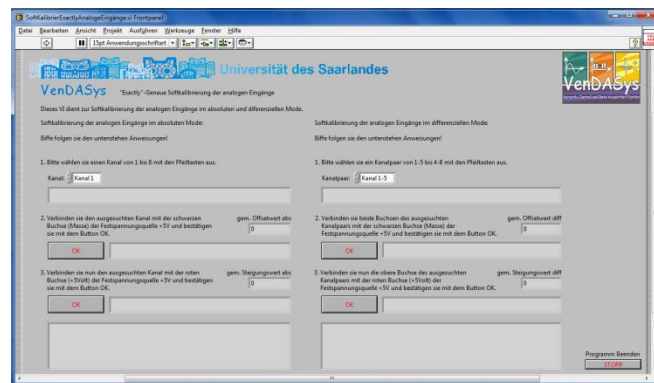 SoftKalibrierExactlyAnalogeEingänge.vi Frontpanel
Datei Bearbeiten Ansicht Projekt Ausführen Werkzeuge Fenster Hilfe
15pt Anwendungsschriftart
Universität des Saarlandes
VenDASys
VenDASys "Exactly"-Genaue Softkalibrierung der analogen Eingänge
Dieses VI dient zur Softkalibrierung der analogen Eingänge im absoluten und diferenziellen Mode.
Softkalibrierung der analogen Eingänge im absoluten Mode:
Biffe folgen sie den untenstehen Anweisungen!
1. Bitte wählen sie einen Kanal von 1 bis 8 mit den Pfeiltasten aus.
Kanal: Kanal 1
2. Verbinden sie den ausgesuchten Kanal mit der schwarzen
Buchse (Masse) der Festspannungsquelle +5V und bestätigen
sie mit dem Button OK.
gem. Offsetwert abs
0
OK
3. Verbinden sie nun den ausgesuchten Kanal mit der roten
Buchse (+5Volt) der Festspannungsquelle +5V und bestätigen
sie mit dem Button OK.
gem. Steigungswert abs
0
OK
Softkalibrierung der analogen Eingänge im differenziellen Mode:
Biffe folgen sie den untenstehen Anweisungen!
1. Bitte wählen sie ein Kanalpaar von 1-5 bis 4-8 mit den Pfeiltasten aus.
Kanalpaar: Kanal 1-5
2. Verbinden sie beide Buchsen des ausgesuchten
Kanalpaars mit der schwarzen Buchse (Masse) der
Festspannungsquelle +5V und bestätigen sie mit dem Button OK.
gem. Offsetwert diff
0
OK
3. Verbinden sie nun die obere Buchse des ausgesuchten
Kanalpaars mit der roten Buchse (+5Volt) der
Festspannungsquelle +5V und bestätigen sie mit dem Button OK.
gem. Steigungswert diff
0
OK
Programm Beenden
STOPP